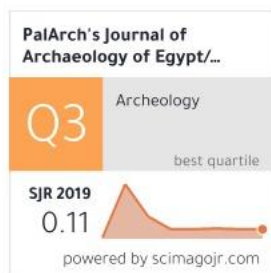 PalArch's Journal of
Archaeology of Egypt/...
Q3
Archeology
best quartile
SJR 2019
0.11
powered by scimagojr.com